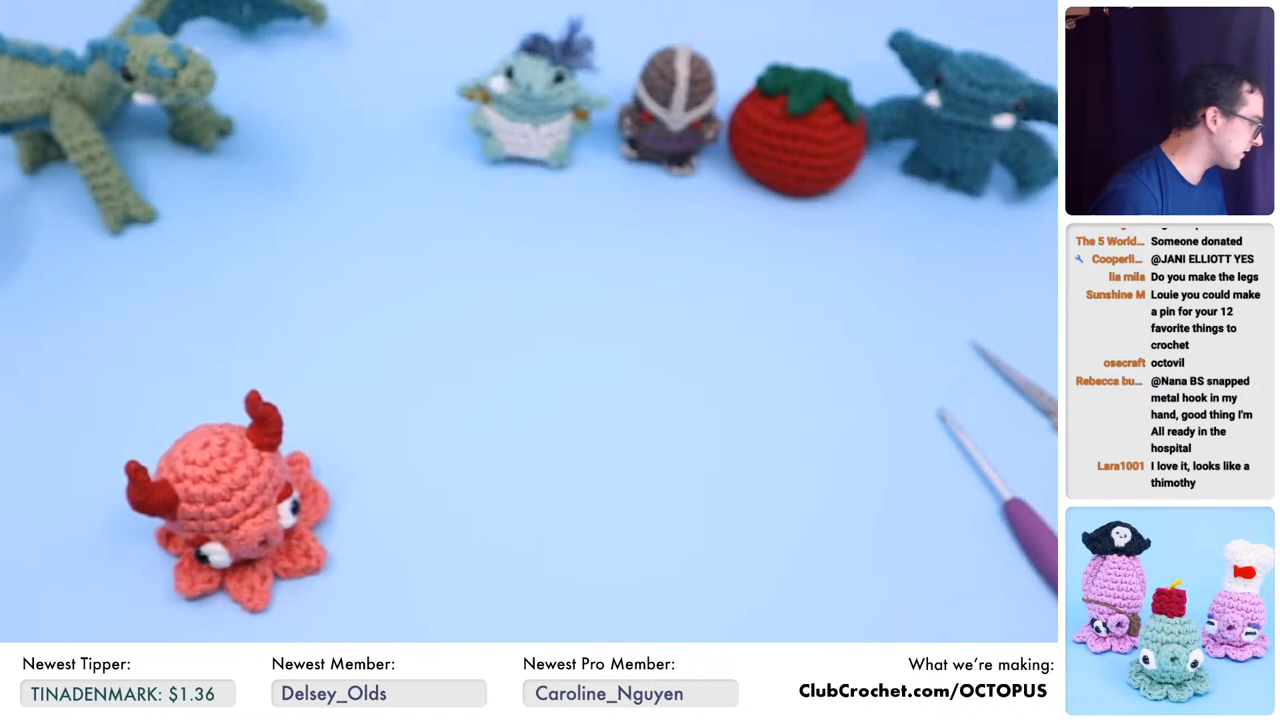 The 5 World... Someone donated
Cooperli... @JANI ELLIOTT YES
lia mila Do you make the legs
Sunshine M Louie you could make
a pin for your 12
favorite things to
crochet
osecraft octovil
Rebecca bu... @Nana BS snapped
metal hook in my
hand, good thing I'm
All ready in the
hospital
Lara1001 I love it, looks like a
thimothy
Newest Tipper:
TINADENMARK: $1.36
Newest Member:
Delsey_Olds
Newest Pro Member:
Caroline_Nguyen
What we're making:
ClubCrochet.com/OCTOPUS